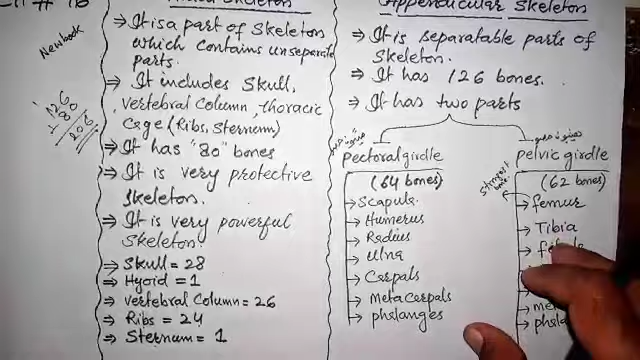 Appendicular Skeleton
Newbook
126
+ 80
206
→ It is a part of Skeleton
which contains unseparate
parts.
→ It includes Skull,
vertebral column, thoracic
cage (Ribs, Sternum)
→ It has "80" bones
→ It is very protective
Skeleton.
→ It is very powerful
Skeleton
→ Skull = 28
→ Hyoid = 1
→ vertebral column = 26
→ Ribs = 24
→ Sternum = 1
→ It is separatable parts of
Skeleton.
→ It has 126 bones.
→ It has two parts
pectoral girdle
(64 bones)
→ Scapula
→ Humerus
→ Radius
→ Ulna
→ Carpals
→ Metacarpals
→ phalanges
pelvic girdle
(62 bones)
strongest
bone
→ femur
→ Tibia